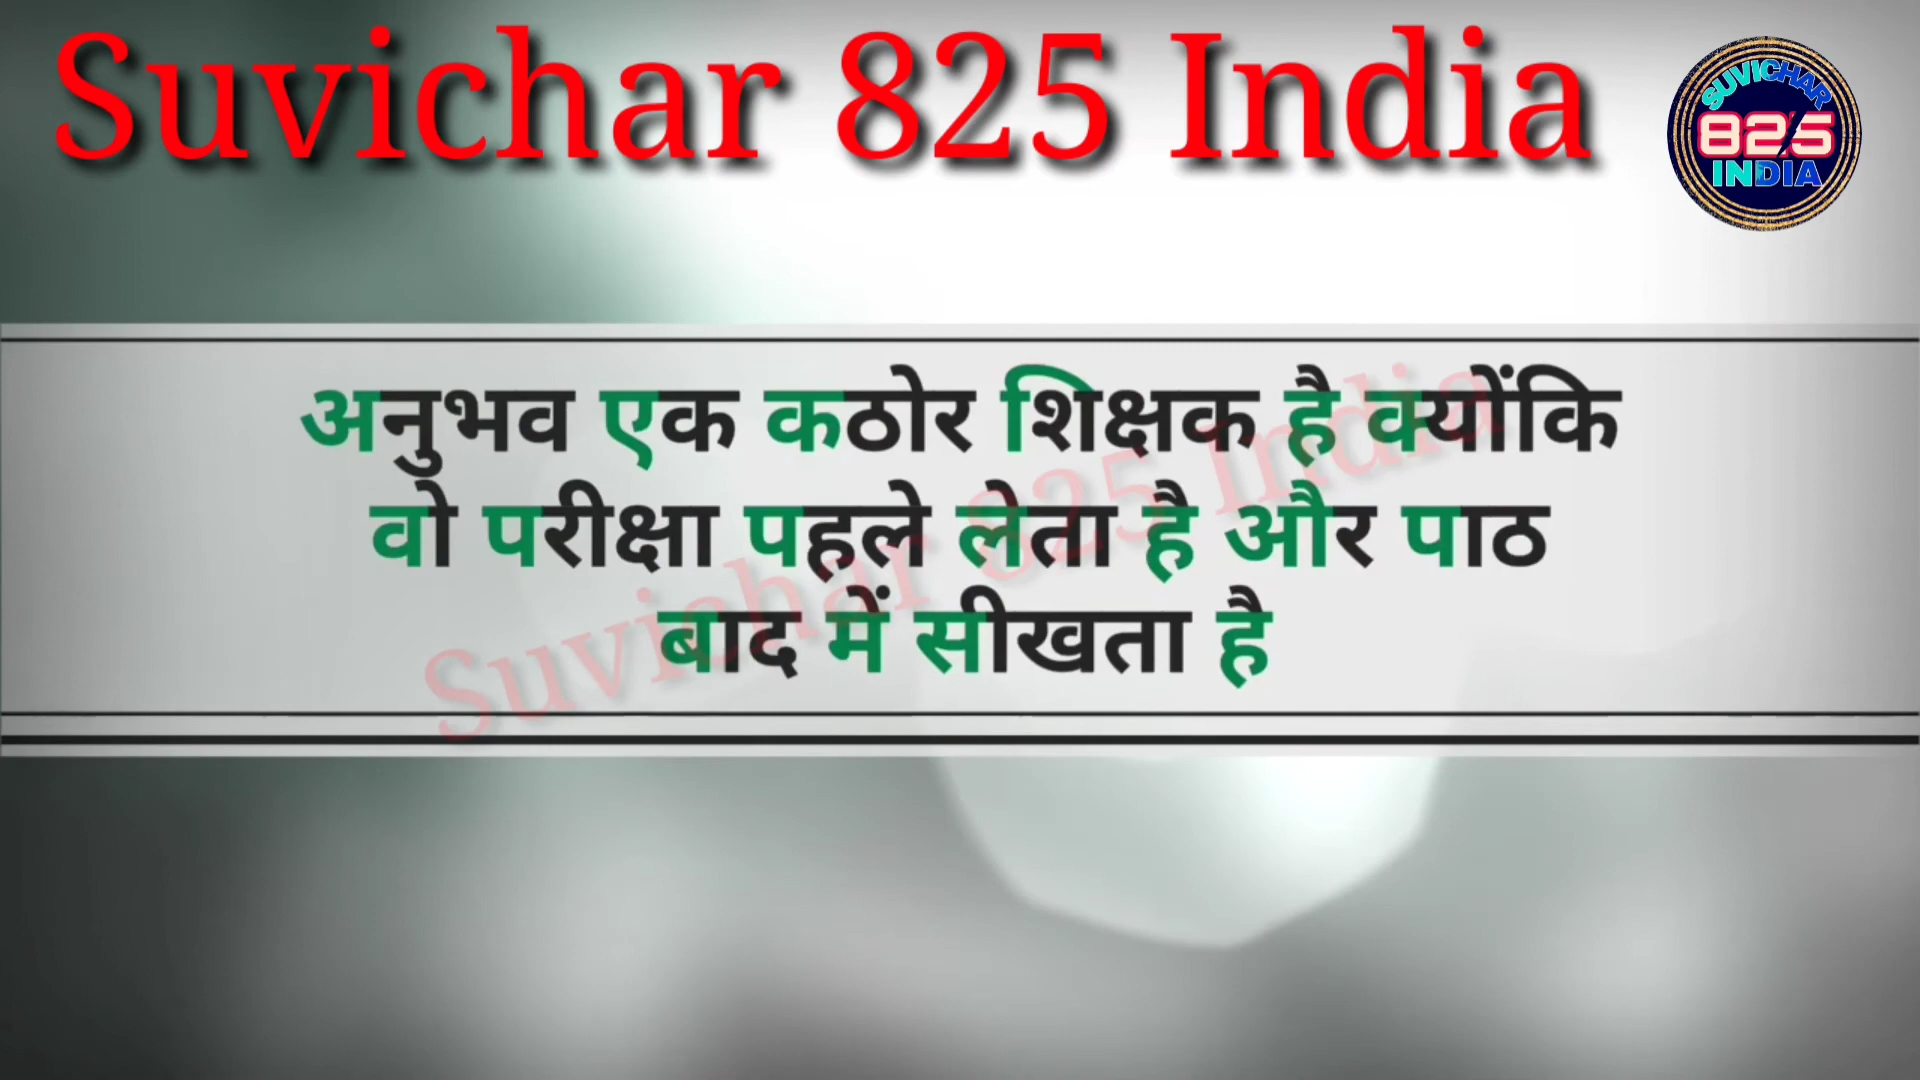 Suvichar 825 India
SUVICHAR
825
INDIA
अनुभव एक कठोर शिक्षक है क्योंकि
वो परीक्षा पहले लेता है और पाठ
बाद में सीखता है
Suvichar 825 India